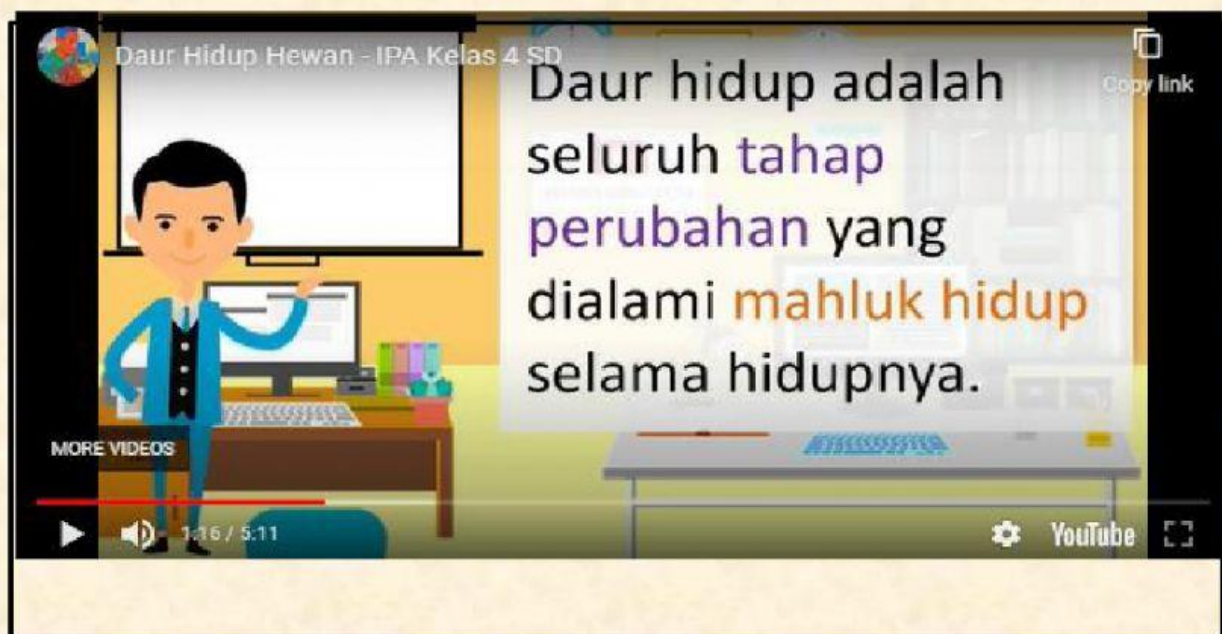 Daur Hidup Hewan - IPA Kelas 4 SD
Copy link
Daur hidup adalah
seluruh tahap
perubahan yang
dialami mahluk hidup
selama hidupnya.
MORE VIDEOS
1:16 / 5:11
YouTube